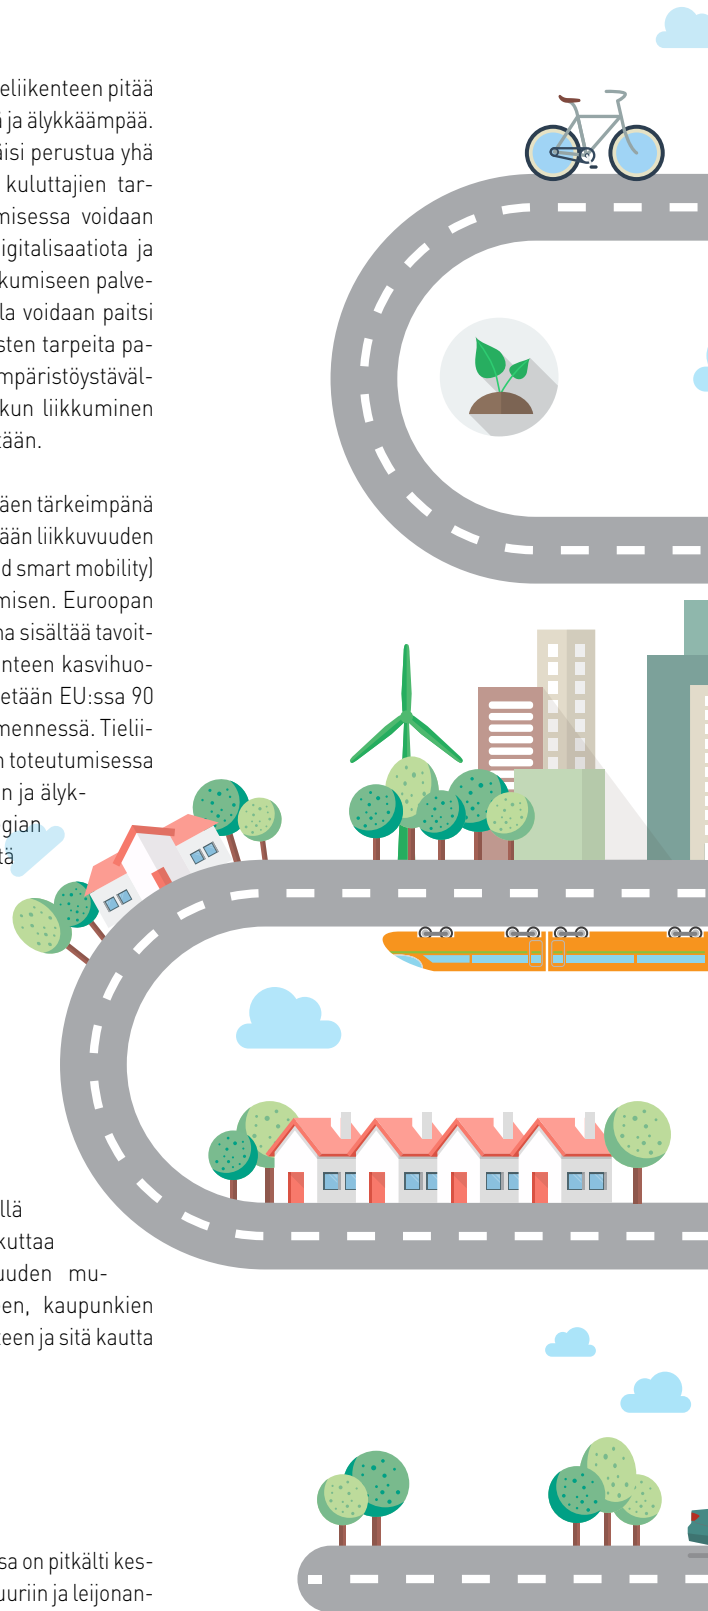 eliikenteen pitää
ja älykkäämpää.
äisi perustua yhä
kuluttajien tar-
misessa voidaan
igitalisaatiota ja
kkumiseen palve-
la voidaan paitsi
sten tarpeita pa-
mpäristöystäväl-
kun liikkuminen
tään.
äen tärkeimpänä
ään liikkuvuuden
d smart mobility)
misen. Euroopan
na sisältää tavoit-
nteen kasvihuo-
etään EU:ssa 90
mennessä. Tielii-
n toteutumisessa
n ja älyk-
gian
tä
llä
kuttaa
uuden mu-
en, kaupunkien
teen ja sitä kautta
sa on pitkälti kes-
uuriin ja leijonan-